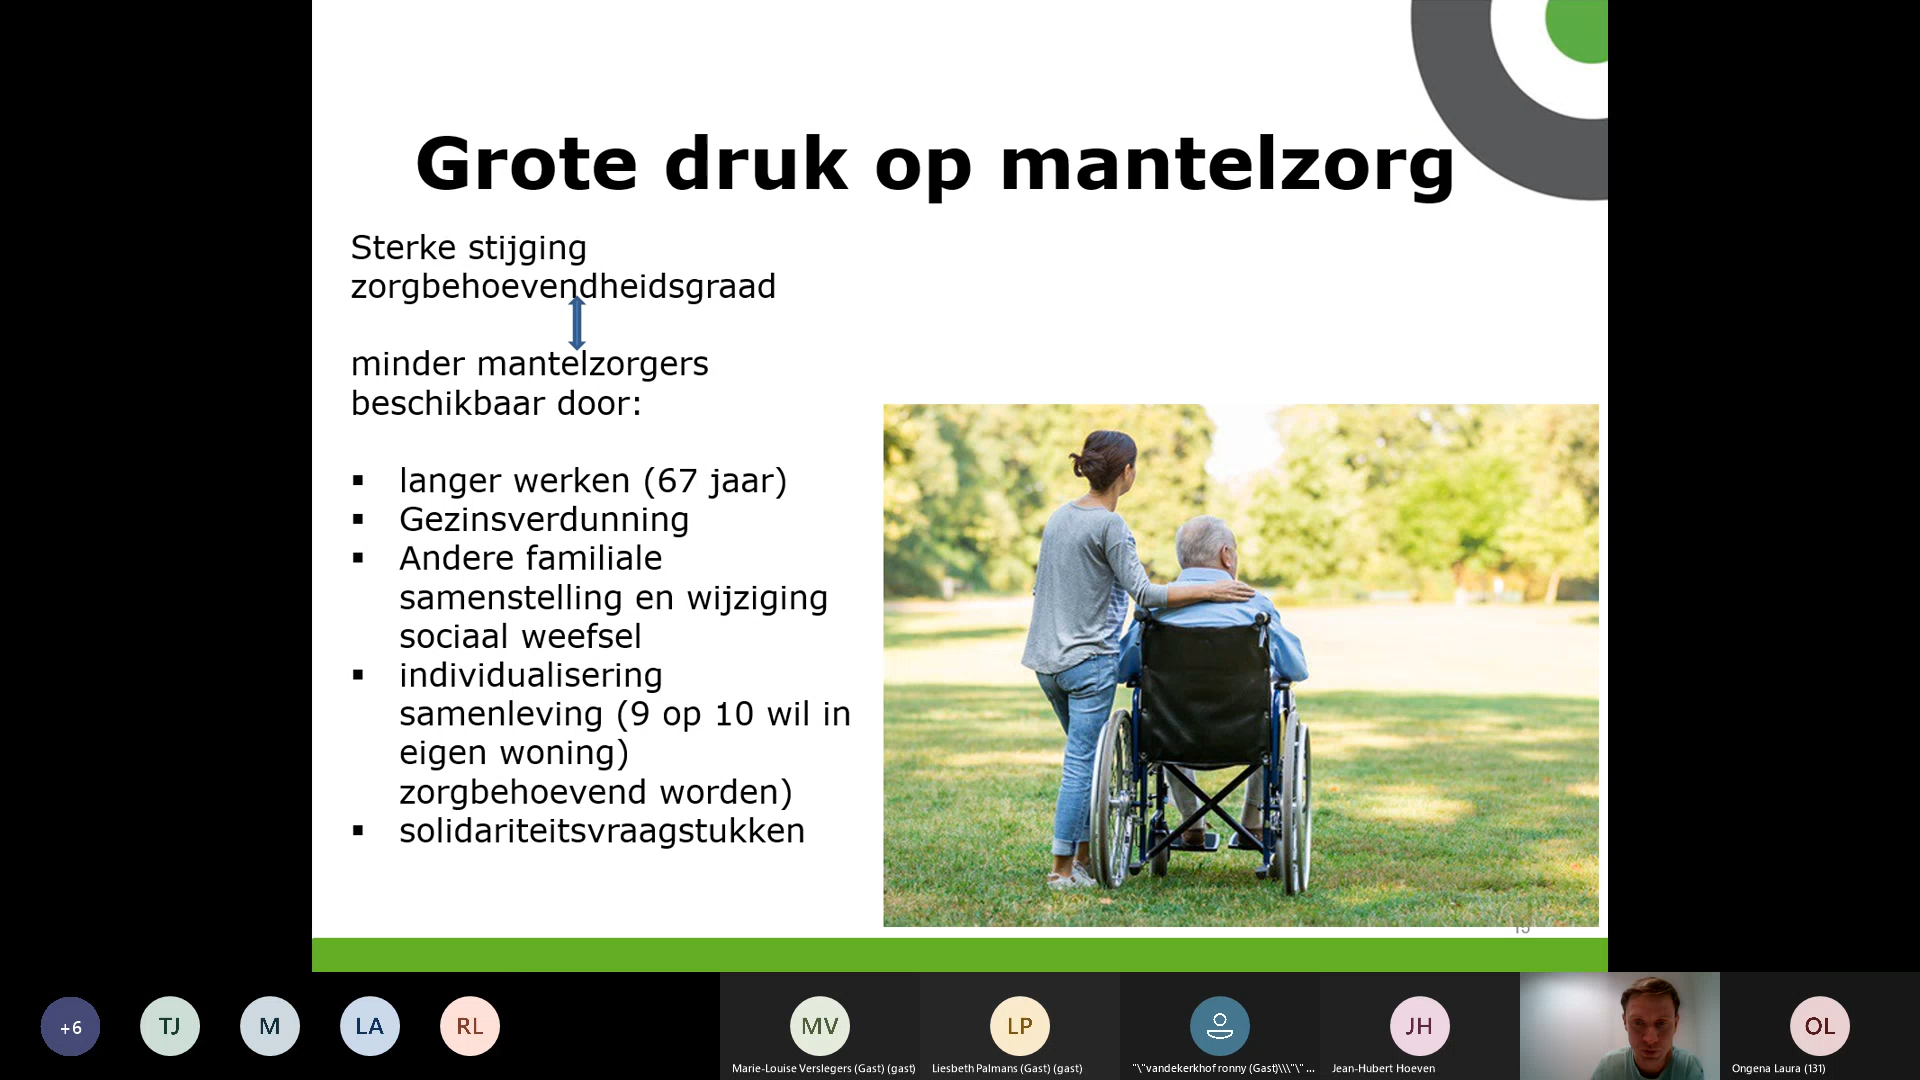 Grote druk op mantelzorg
Sterke stijging
zorgbehoevendheidsgraad
minder mantelzorgers
beschikbaar door:
▪ langer werken (67 jaar)
▪ Gezinsverdunning
▪ Andere familiale
samenstelling en wijziging
sociaal weefsel
▪ individualisering
samenleving (9 op 10 wil in
eigen woning)
zorgbehoevend worden)
▪ solidariteitsvraagstukken
15
+6
TJ
M
LA
RL
MV
LP
JH
OL
Marie-Louise Verslegers (Gast) (gast)
Liesbeth Palmans (Gast) (gast)
"\"vandekerkhof ronny (Gast)\\\"\" ...
Jean-Hubert Hoeven
Ongena Laura (131)